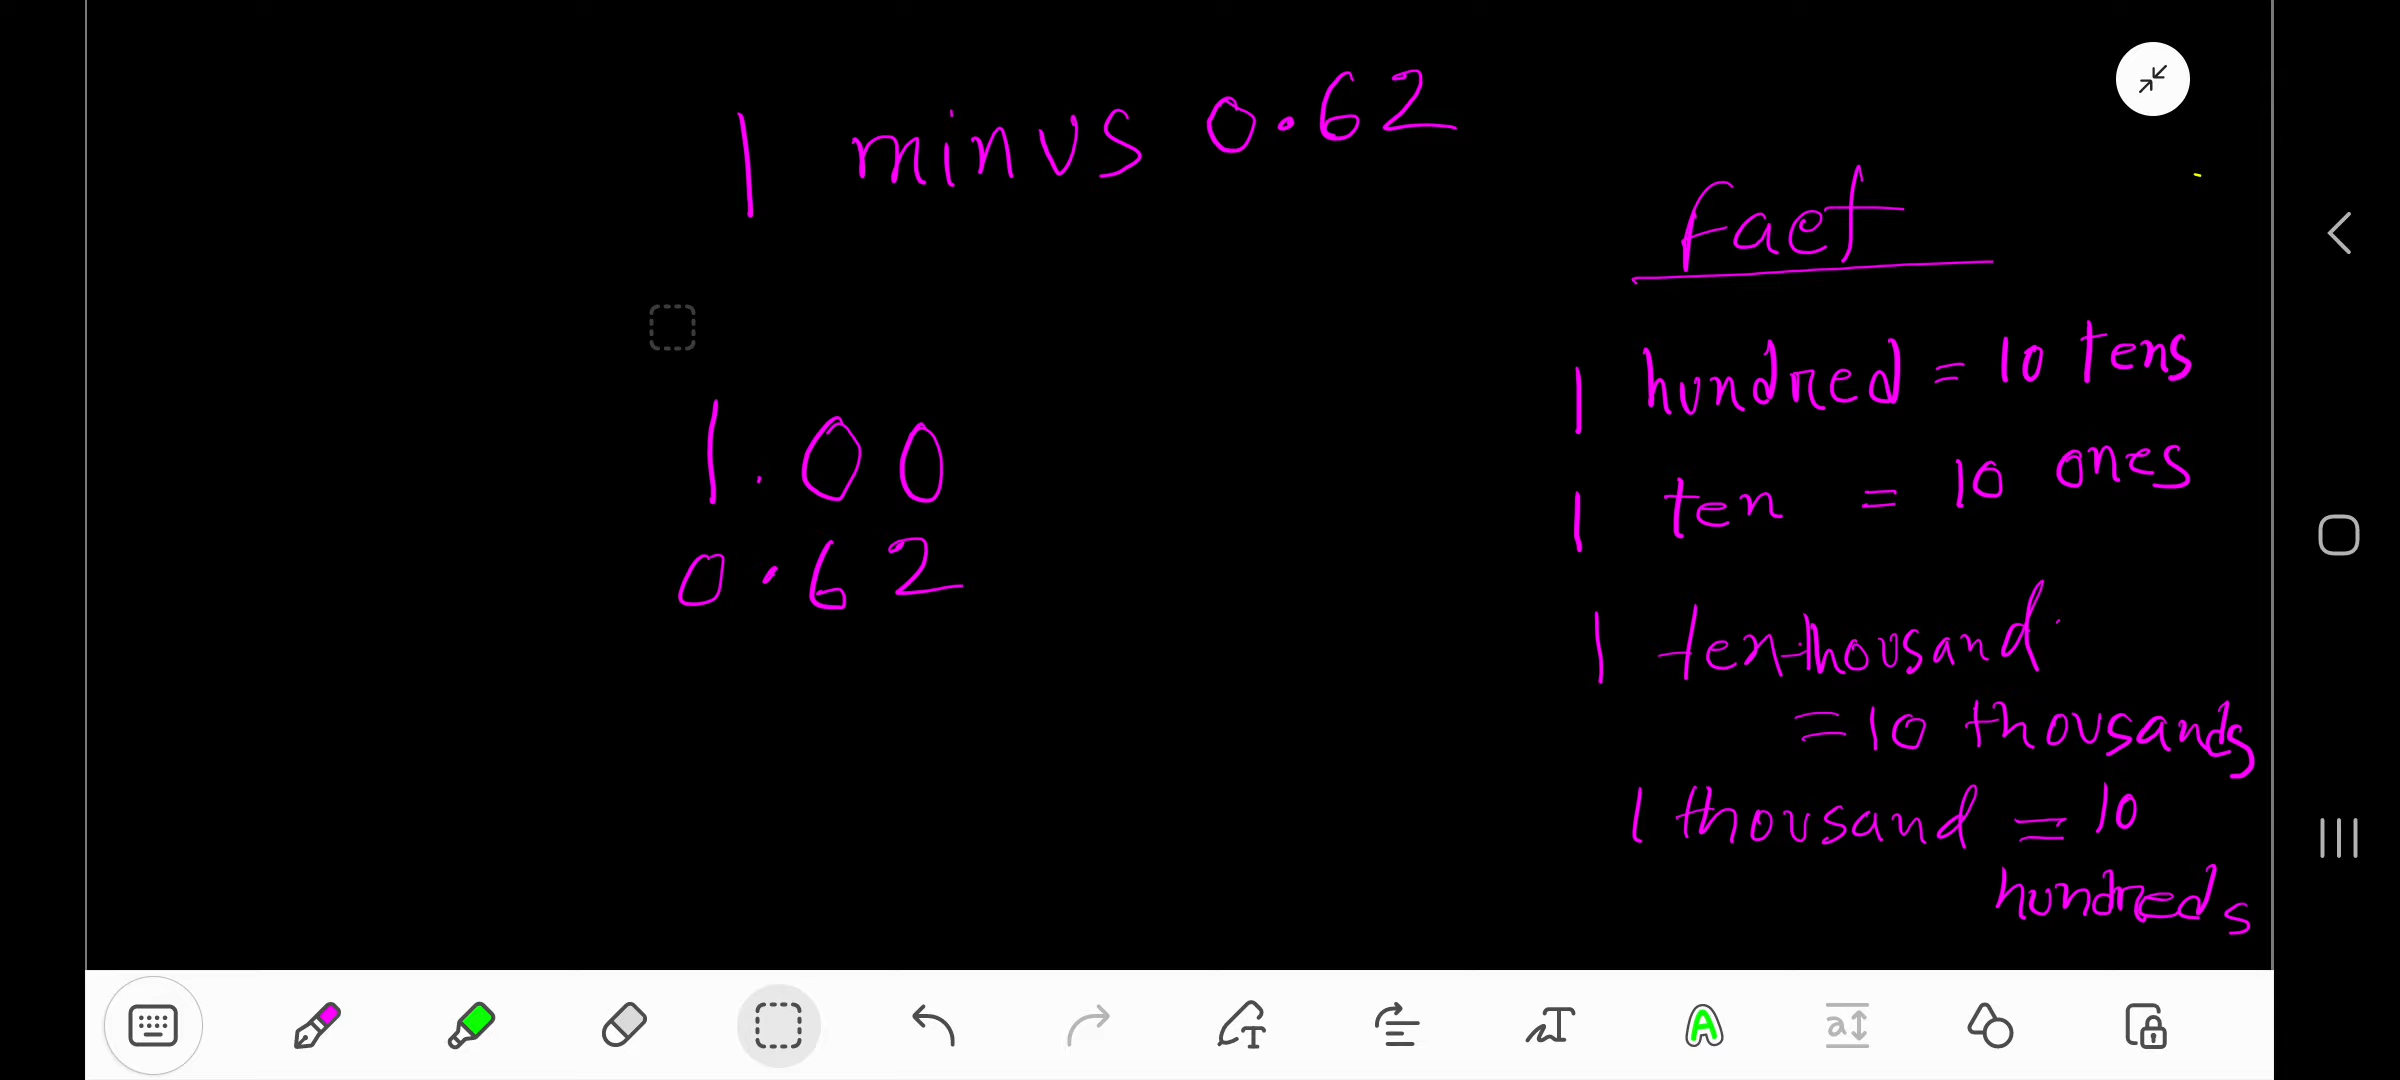 1 minus 0.62
Fact
1 hundred = 10 tens
1 ten = 10 ones
1.00
0.62
1 ten-thousand
= 10 thousands
1 thousand = 10
hundreds